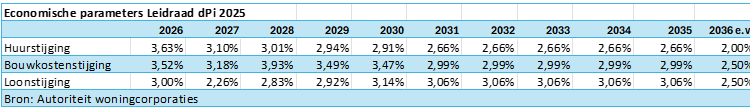 Economische parameters Leidraad dPi 2025
2026 2027 2028 2029 2030 2031 2032 2033 2034 2035 2036 e.v
Huurstijging 3,63% 3,10% 3,01% 2,94% 2,91% 2,66% 2,66% 2,66% 2,66% 2,66% 2,00%
Bouwkostenstijging 3,52% 3,18% 3,93% 3,49% 3,47% 2,99% 2,99% 2,99% 2,99% 2,99% 2,50%
Loonstijging 3,00% 2,26% 2,83% 2,92% 3,14% 3,06% 3,06% 3,06% 3,06% 3,06% 2,50%
Bron: Autoriteit woningcorporaties